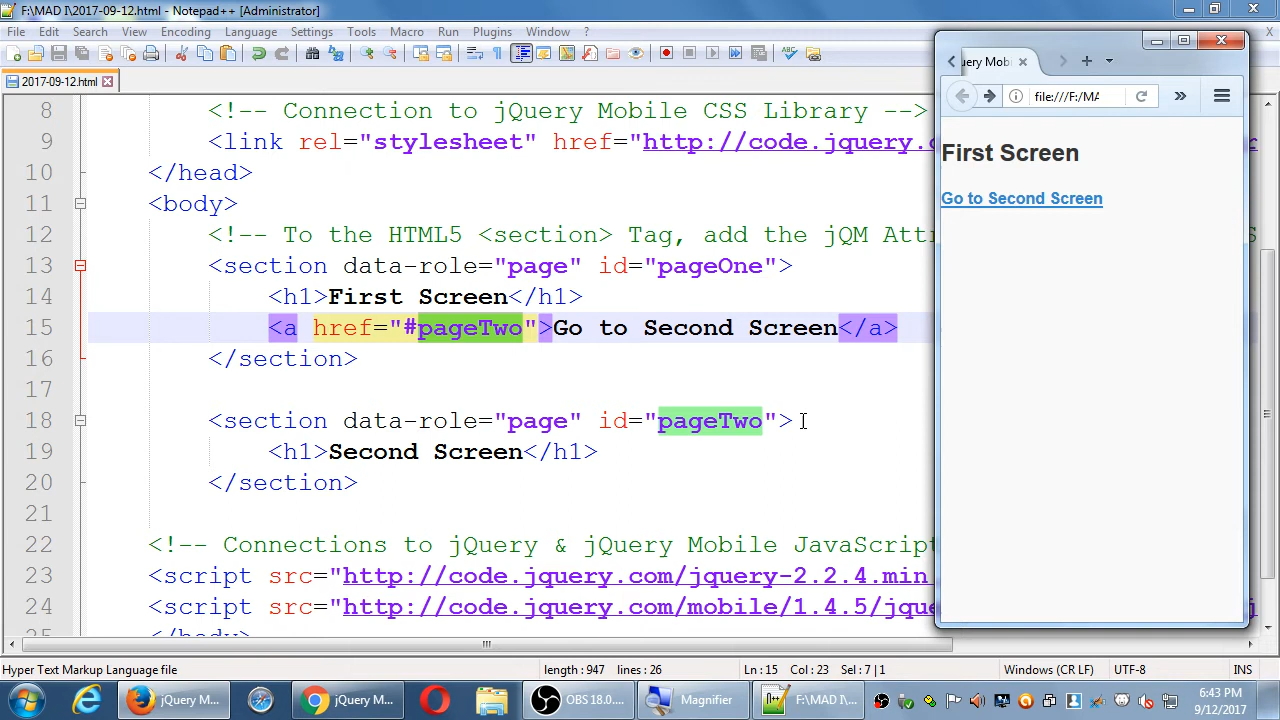 F:\MAD I\2017-09-12.html - Notepad++ [Administrator]
File Edit Search View Encoding Language Settings Tools Macro Run Plugins Window ?
2017-09-12.html
8 <!-- Connection to jQuery Mobile CSS Library -->
9 <link rel="stylesheet" href="http://code.jquery.c
10 </head>
11 <body>
12 <!-- To the HTML5 <section> Tag, add the jQM Att
13 <section data-role="page" id="pageOne">
14 <h1>First Screen</h1>
15 <a href="#pageTwo">Go to Second Screen</a>
16 </section>
17
18 <section data-role="page" id="pageTwo">
19 <h1>Second Screen</h1>
20 </section>
21
22 <!-- Connections to jQuery & jQuery Mobile JavaScript
23 <script src="http://code.jquery.com/jquery-2.2.4.min
24 <script src="http://code.jquery.com/mobile/1.4.5/jque
25 </body>
Hyper Text Markup Language file length : 947 lines : 26 Ln : 15 Col : 23 Sel : 7 | 1 Windows (CR LF) UTF-8 INS
uery Mobi
file:///F:/MA
First Screen
Go to Second Screen
jQuery M... jQuery M... OBS 18.0.... Magnifier F:\MAD I\...
6:43 PM
9/12/2017